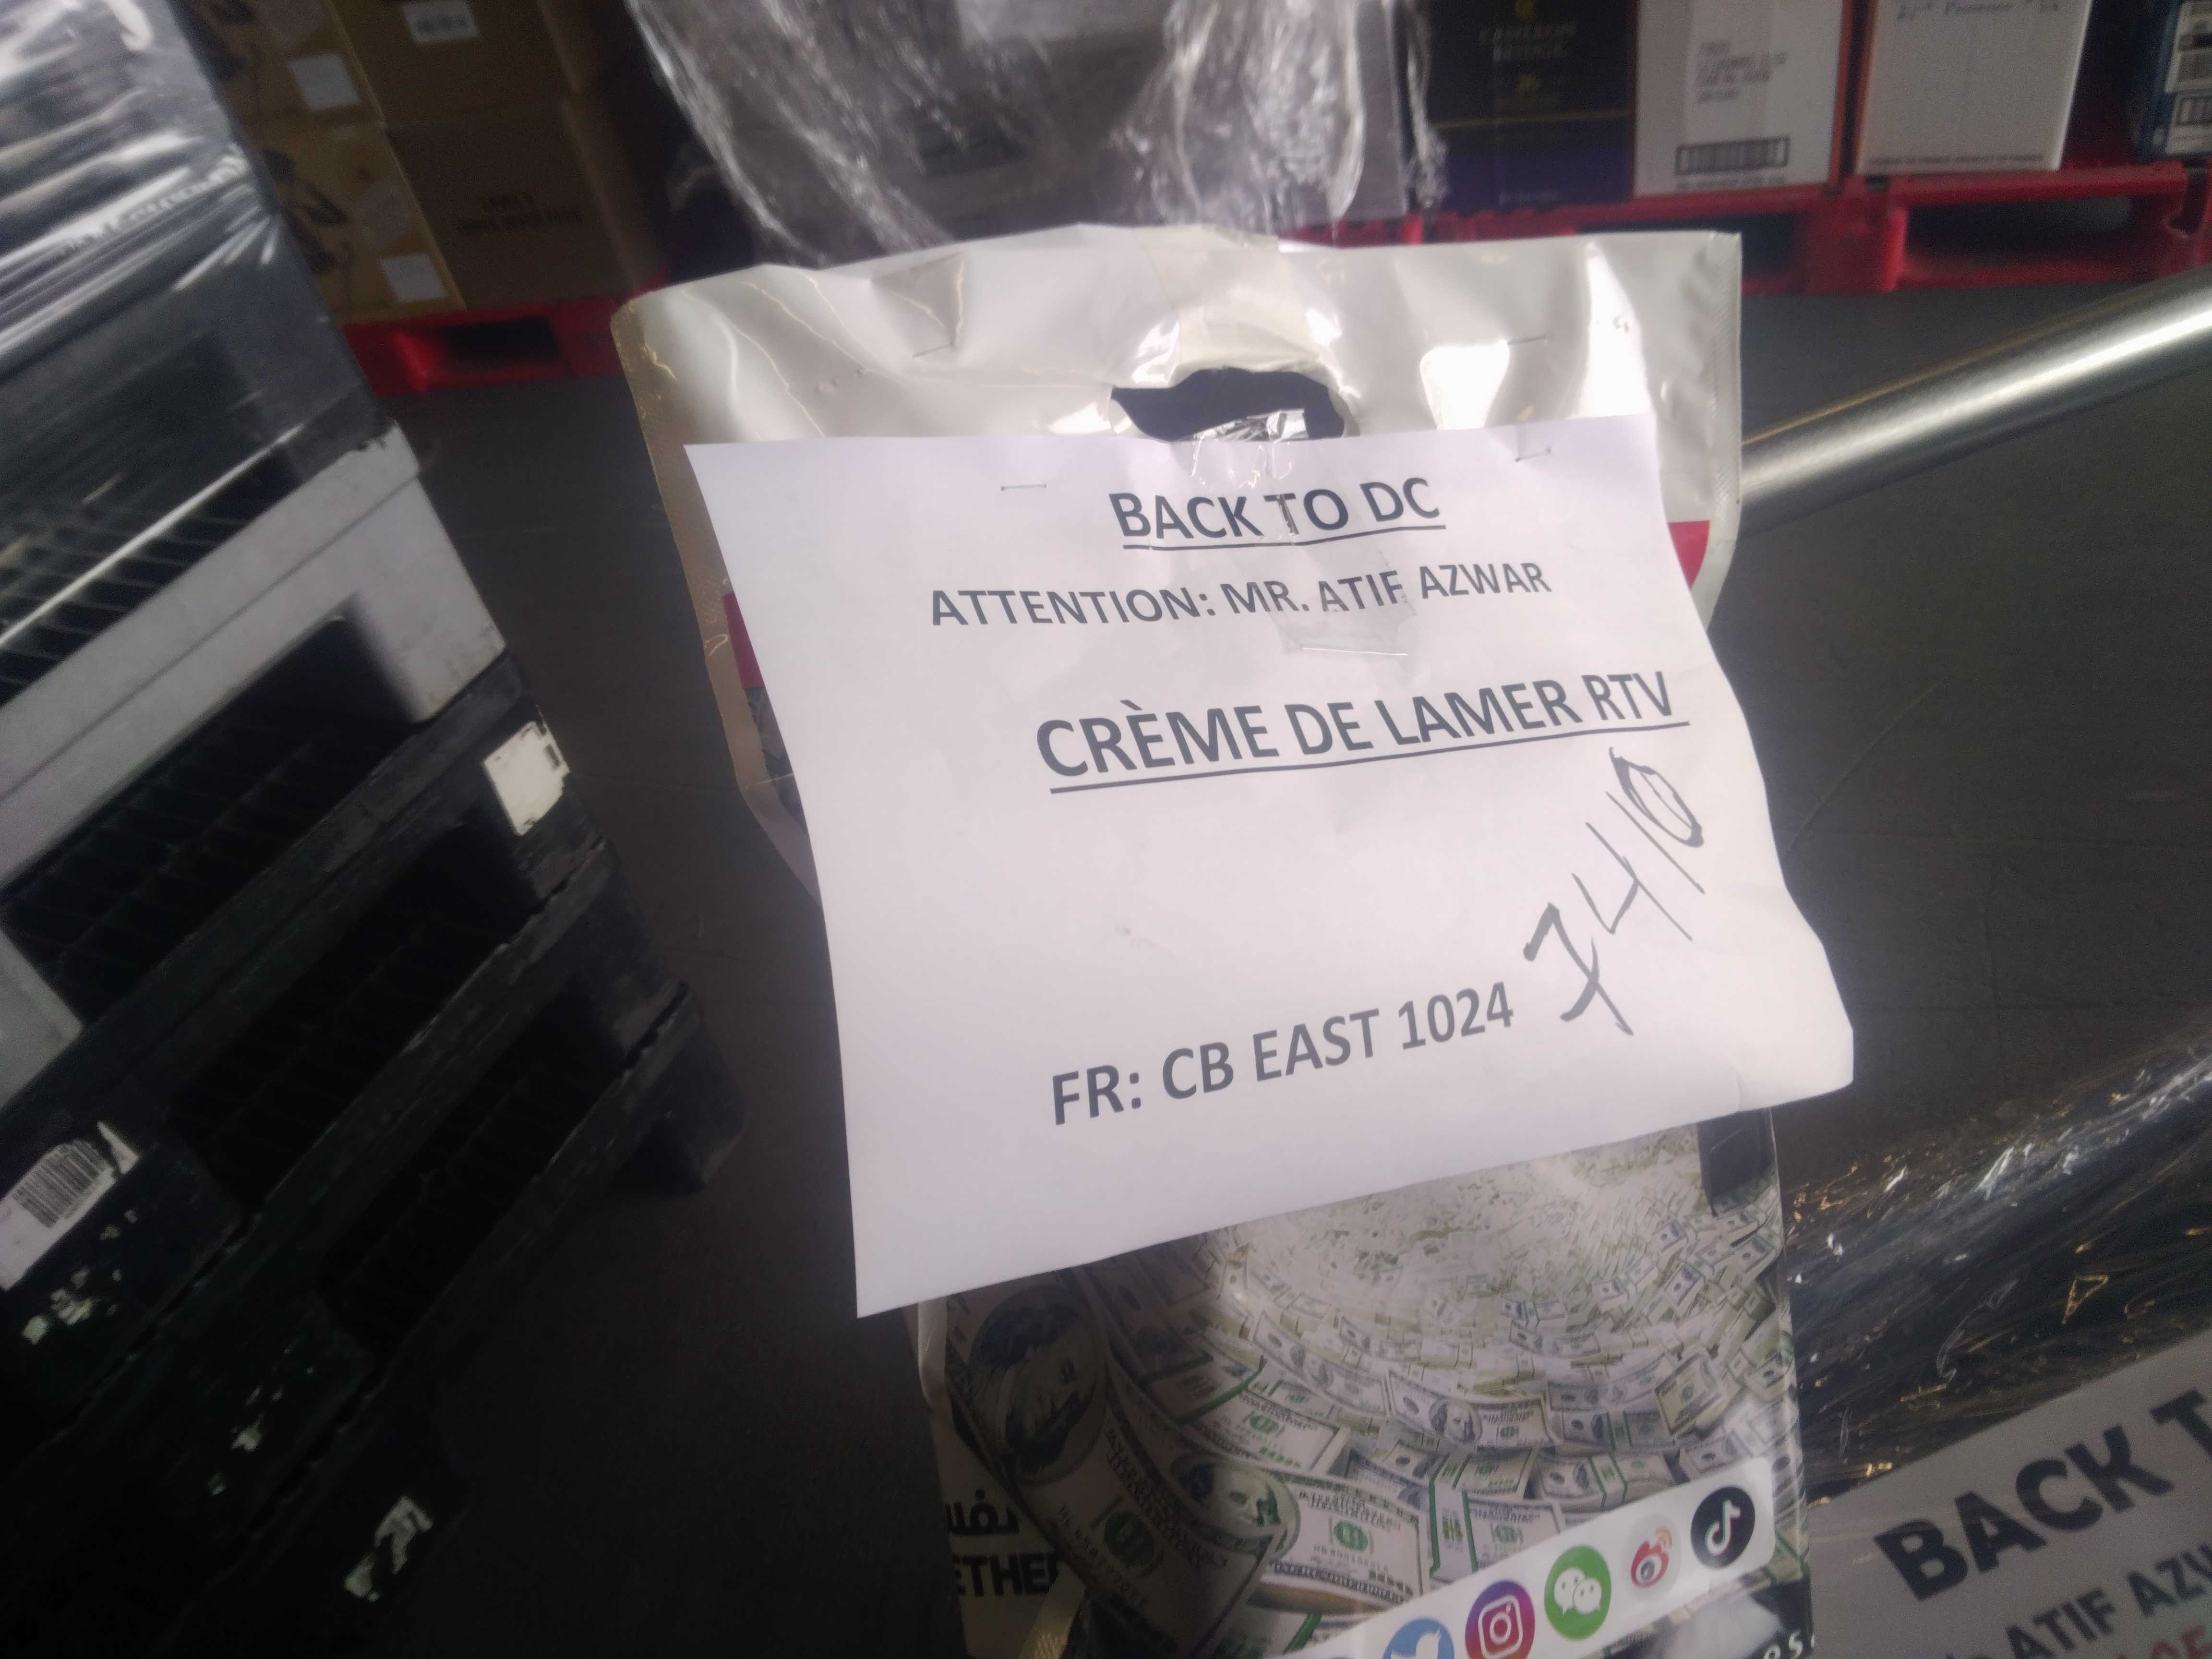 BACK TO DC
ATTENTION: MR. ATIF AZWAR
CRÈME DE LAMER RTV
7410
FR: CB EAST 1024
ETHER
BACK T
ATIF AZW